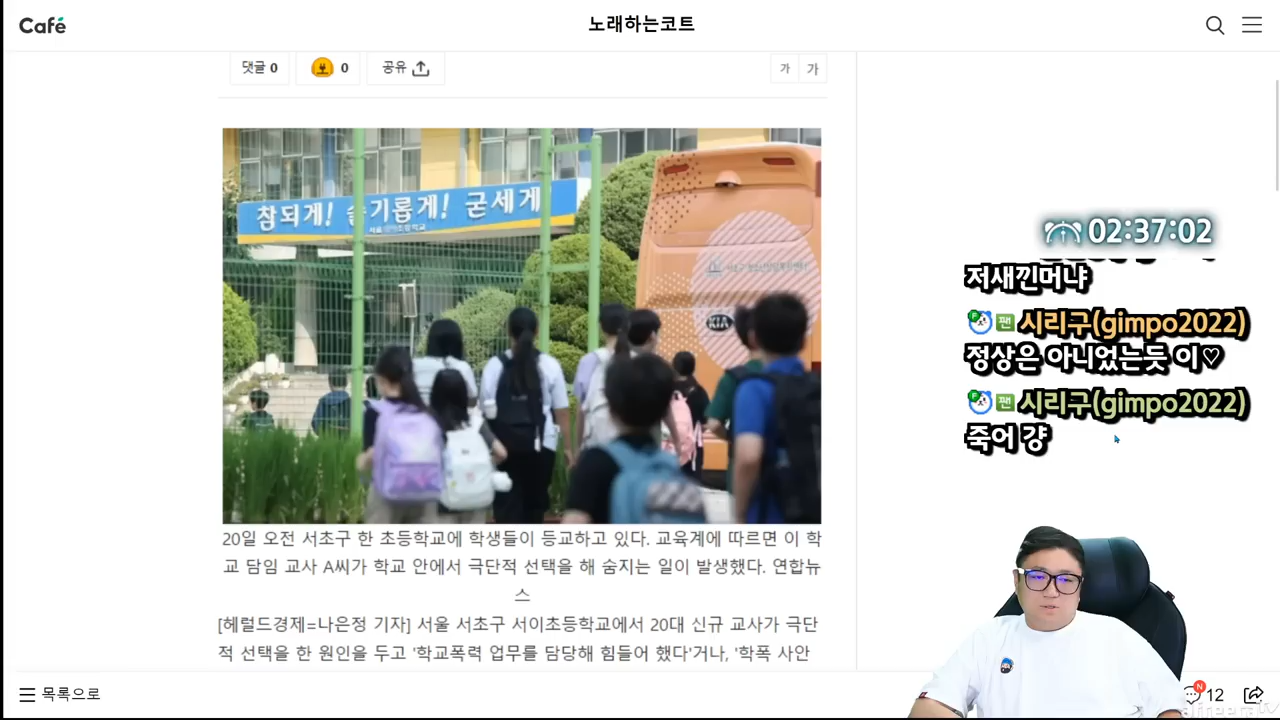 Café
노래하는코트
댓글 0
0
공유
가 가
참되게! 슬기롭게! 굳세게
KIA
02:37:02
저새낀머냐
팬 시리구(gimpo2022)
정상은 아니었는듯 이♡
팬 시리구(gimpo2022)
죽어 걍
20일 오전 서초구 한 초등학교에 학생들이 등교하고 있다. 교육계에 따르면 이 학
교 담임 교사 A씨가 학교 안에서 극단적 선택을 해 숨지는 일이 발생했다. 연합뉴
스
[헤럴드경제=나은정 기자] 서울 서초구 서이초등학교에서 20대 신규 교사가 극단
적 선택을 한 원인을 두고 '학교폭력 업무를 담당해 힘들어 했다'거나, '학폭 사안
목록으로
N
12
afreecaTV